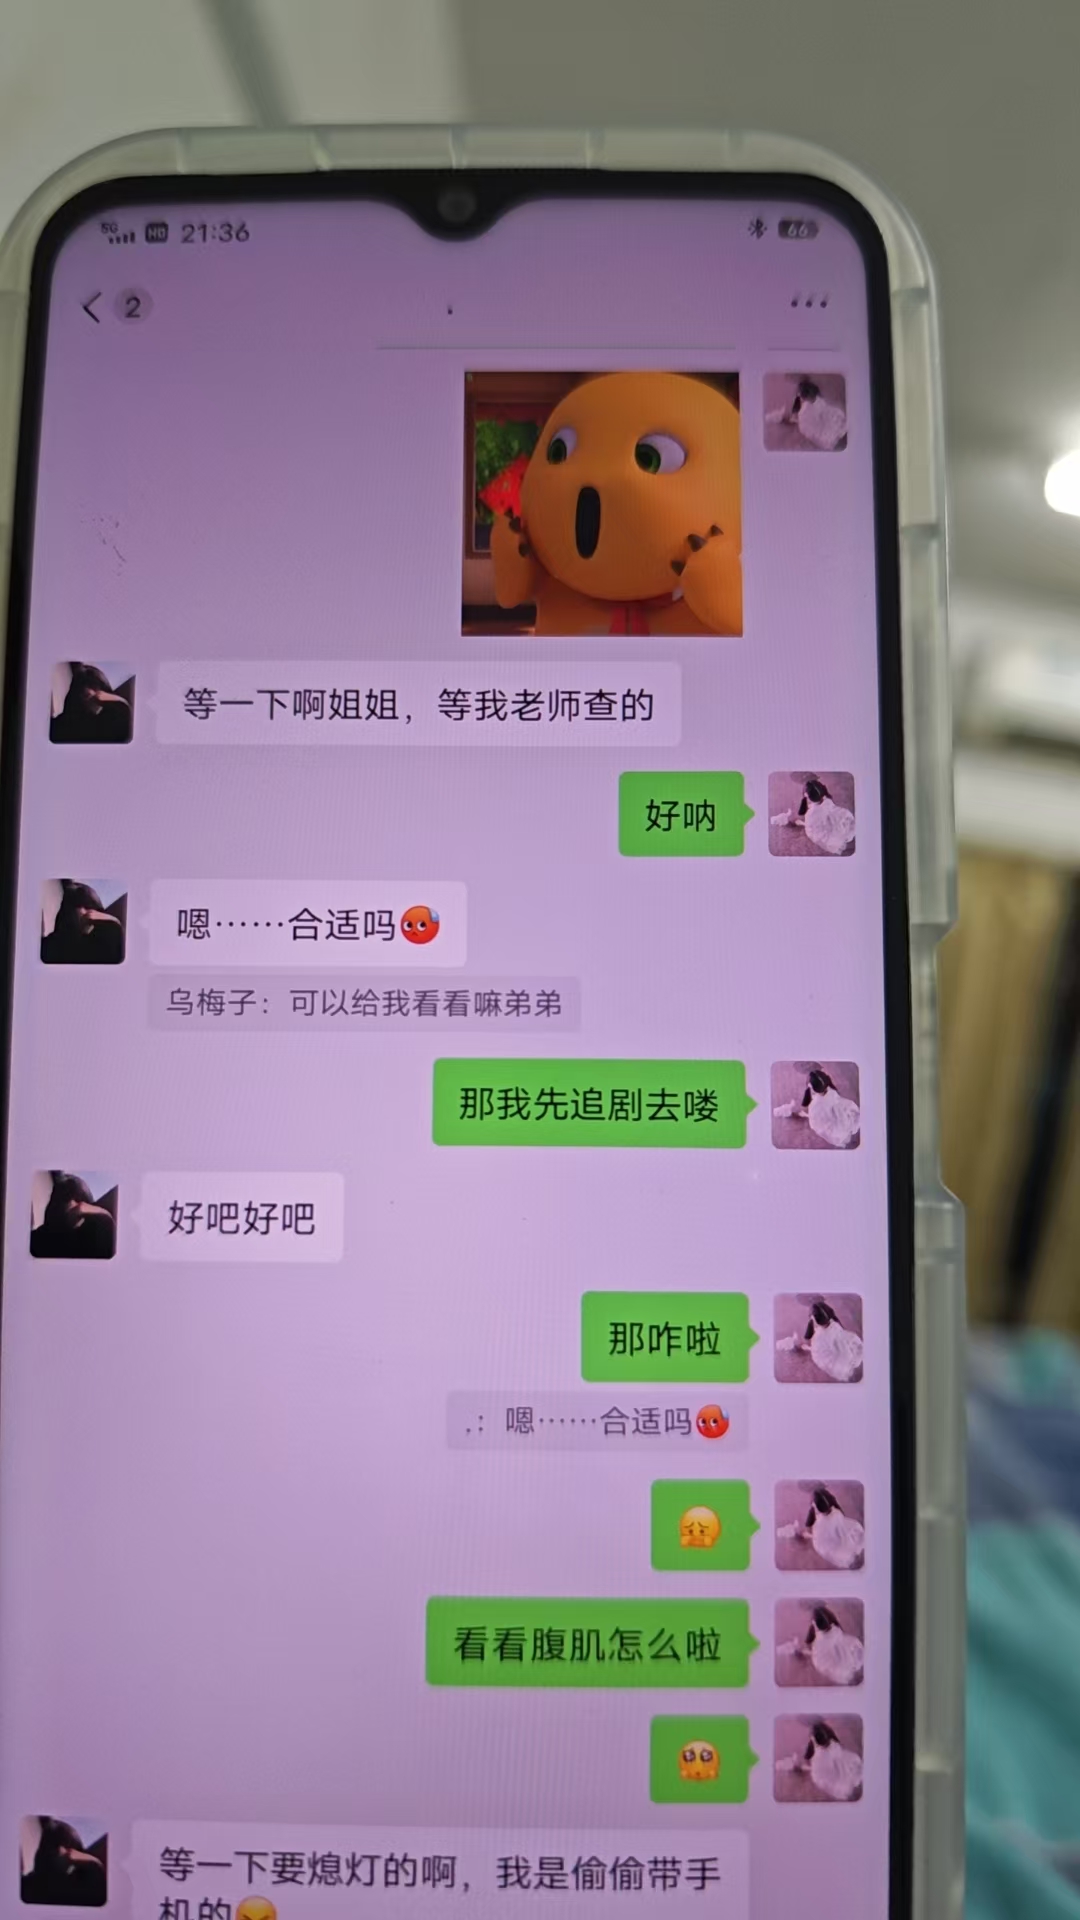 5G HD 21:36 66
2
等一下啊姐姐，等我老师查的
好呐
嗯……合适吗
乌梅子：可以给我看看嘛弟弟
那我先追剧去喽
好吧好吧
那咋啦
.：嗯……合适吗
看看腹肌怎么啦
等一下要熄灯的啊，我是偷偷带手
机的